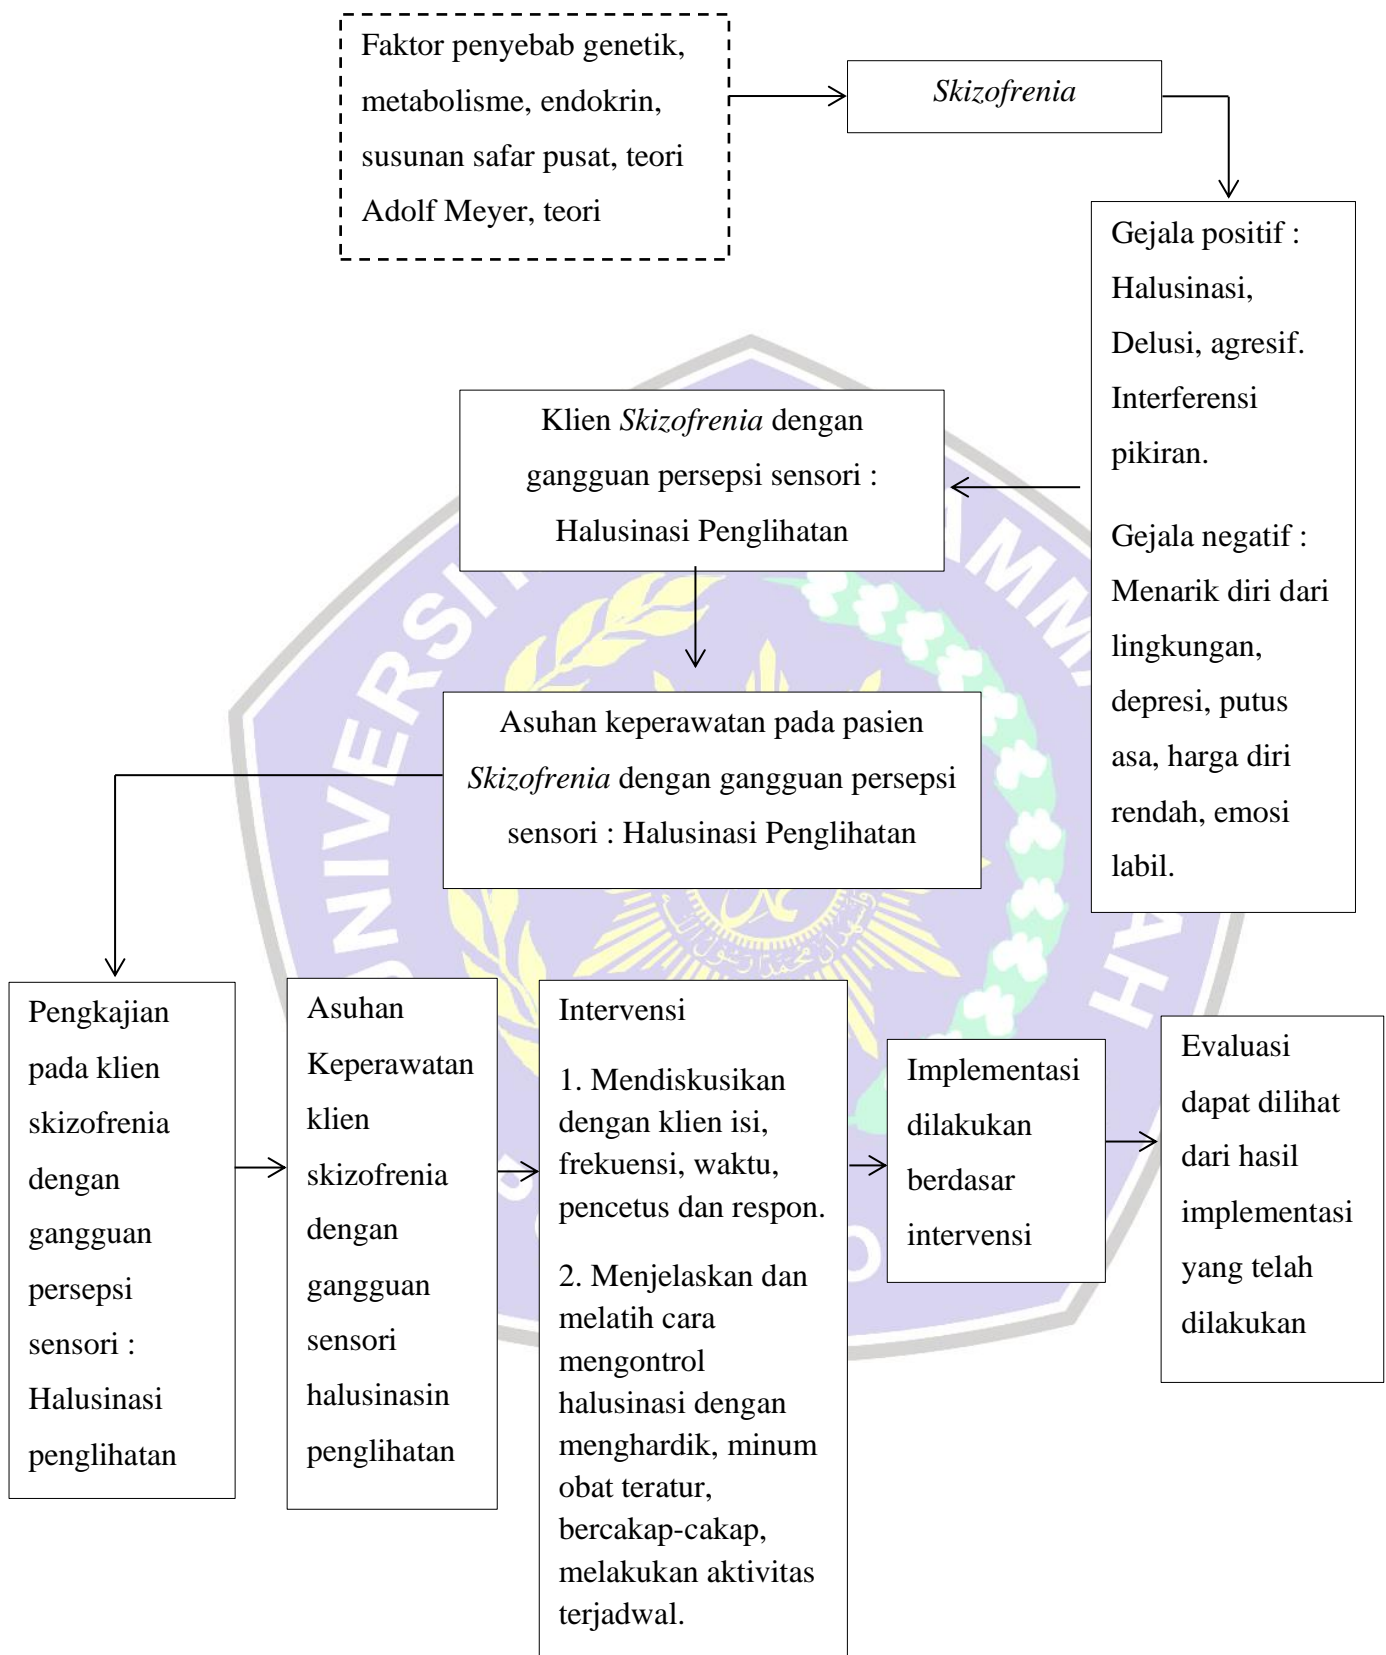 Faktor penyebab genetik,
metabolisme, endokrin,
susunan safar pusat, teori
Adolf Meyer, teori
Skizofrenia
Gejala positif :
Halusinasi,
Delusi, agresif.
Interferensi
pikiran.
Gejala negatif :
Menarik diri dari
lingkungan,
depresi, putus
asa, harga diri
rendah, emosi
labil.
Klien Skizofrenia dengan
gangguan persepsi sensori :
Halusinasi Penglihatan
Asuhan keperawatan pada pasien
Skizofrenia dengan gangguan persepsi
sensori : Halusinasi Penglihatan
Pengkajian
pada klien
skizofrenia
dengan
gangguan
persepsi
sensori :
Halusinasi
penglihatan
Asuhan
Keperawatan
klien
skizofrenia
dengan
gangguan
sensori
halusinasin
penglihatan
Intervensi
1. Mendiskusikan
dengan klien isi,
frekuensi, waktu,
pencetus dan respon.
2. Menjelaskan dan
melatih cara
mengontrol
halusinasi dengan
menghardik, minum
obat teratur,
bercakap-cakap,
melakukan aktivitas
terjadwal.
Implementasi
dilakukan
berdasar
intervensi
Evaluasi
dapat dilihat
dari hasil
implementasi
yang telah
dilakukan